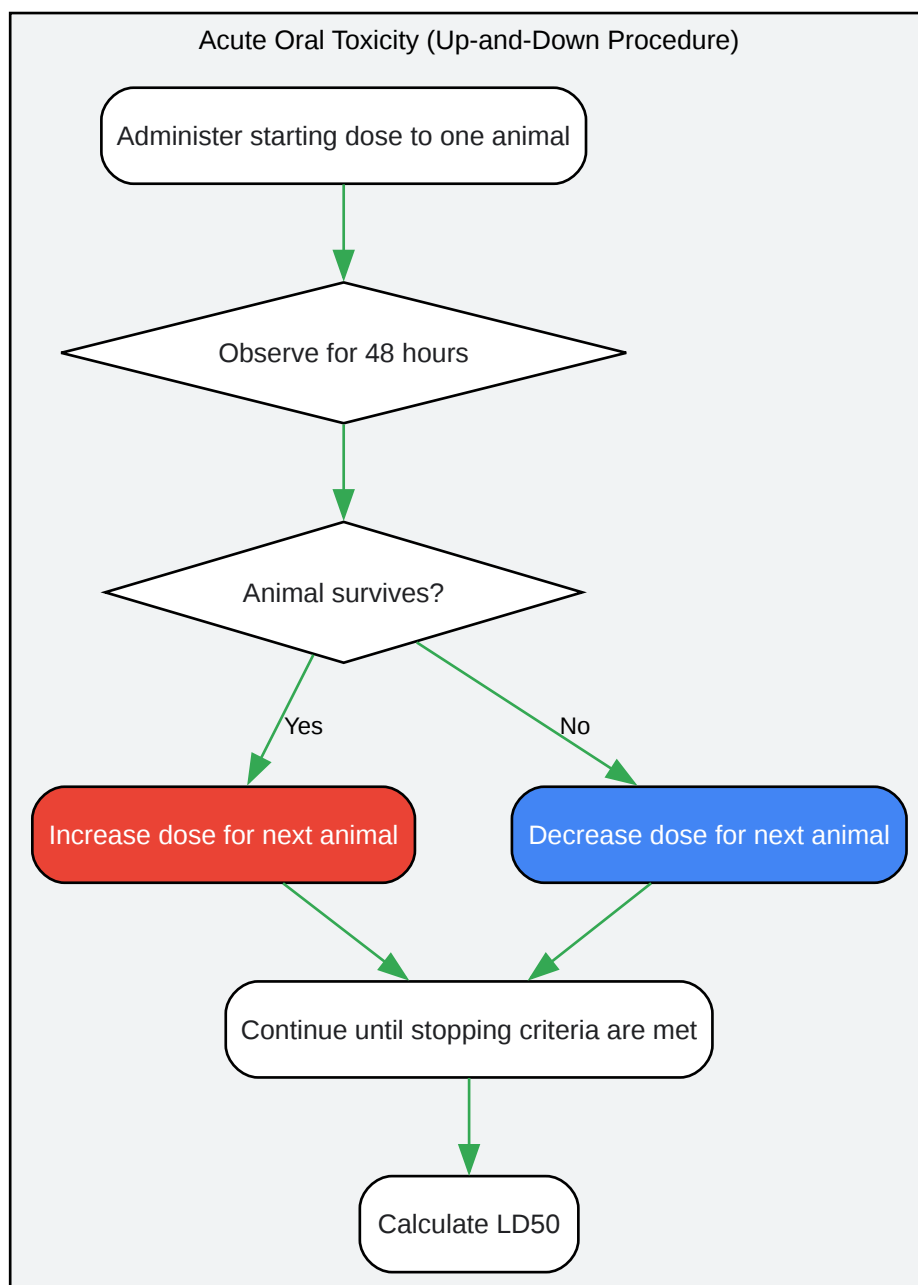 Acute Oral Toxicity (Up-and-Down Procedure)
Administer starting dose to one animal
Observe for 48 hours
Animal survives?
Yes
No
Increase dose for next animal
Decrease dose for next animal
Continue until stopping criteria are met
Calculate LD50